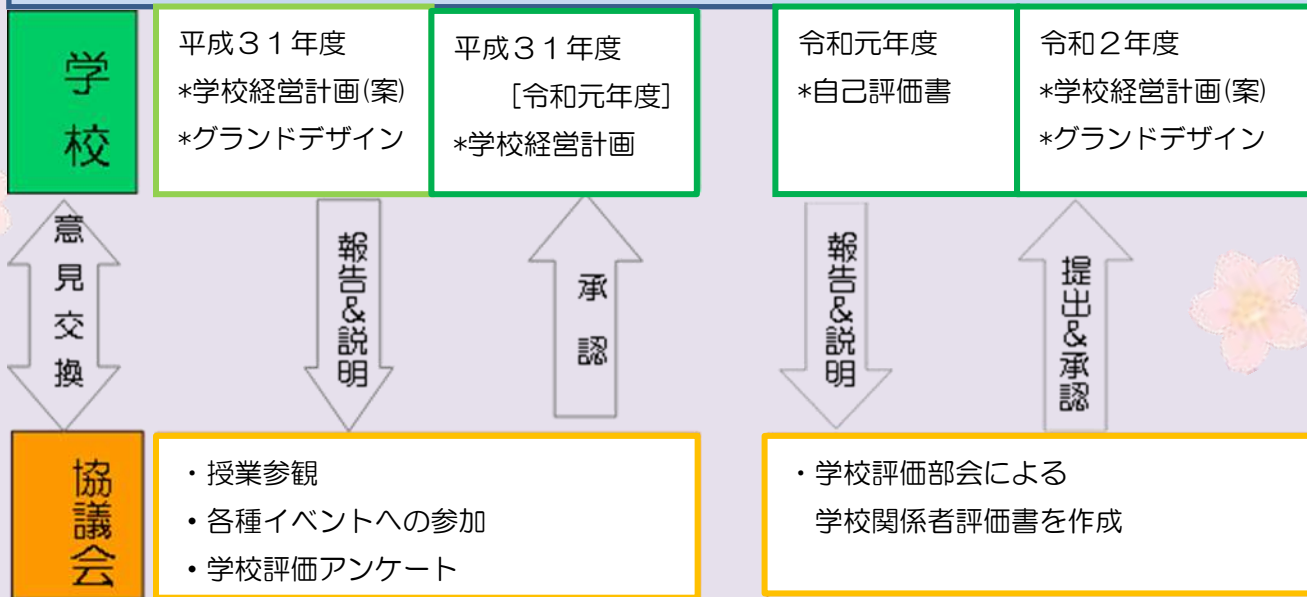 学校
平成３１年度
*学校経営計画(案)
*グランドデザイン
平成３１年度
[令和元年度]
*学校経営計画
令和元年度
*自己評価書
令和２年度
*学校経営計画(案)
*グランドデザイン
意見交換
報告&説明
承認
報告&説明
提出&承認
協議会
・授業参観
・各種イベントへの参加
・学校評価アンケート
・学校評価部会による
学校関係者評価書を作成